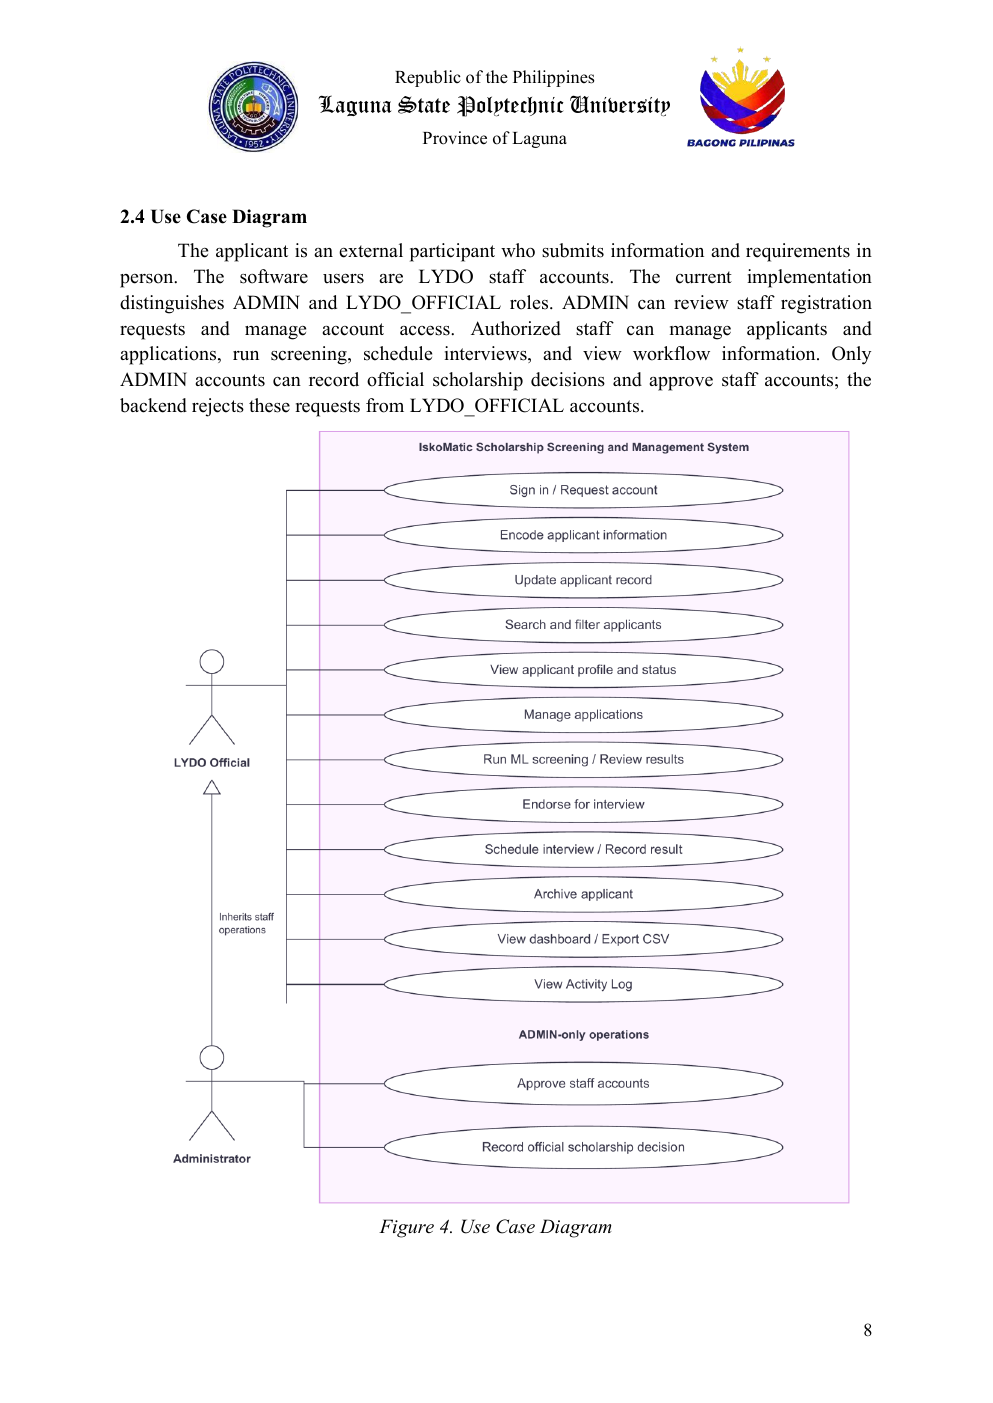 Republic of the Philippines
Laguna State Polytechnic University
Province of Laguna
LAGUNA STATE POLYTECHNIC UNIVERSITY
• 1952 •
BAGONG PILIPINAS
2.4 Use Case Diagram
The applicant is an external participant who submits information and requirements in
person. The software users are LYDO staff accounts. The current implementation
distinguishes ADMIN and LYDO_OFFICIAL roles. ADMIN can review staff registration
requests and manage account access. Authorized staff can manage applicants and
applications, run screening, schedule interviews, and view workflow information. Only
ADMIN accounts can record official scholarship decisions and approve staff accounts; the
backend rejects these requests from LYDO_OFFICIAL accounts.
IskoMatic Scholarship Screening and Management System
Sign in / Request account
Encode applicant information
Update applicant record
Search and filter applicants
View applicant profile and status
Manage applications
Run ML screening / Review results
LYDO Official
Endorse for interview
Schedule interview / Record result
Archive applicant
Inherits staff
operations
View dashboard / Export CSV
View Activity Log
ADMIN-only operations
Approve staff accounts
Record official scholarship decision
Administrator
Figure 4. Use Case Diagram
8